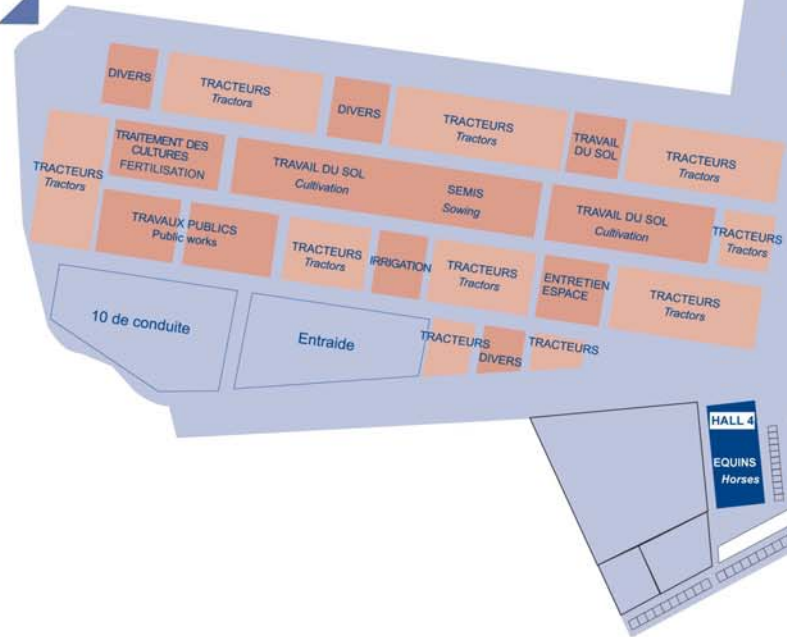 DIVERS
TRACTEURS
Tractors
DIVERS
TRACTEURS
Tractors
TRAVAIL
DU SOL
TRACTEURS
Tractors
TRACTEURS
Tractors
TRAITEMENT DES
CULTURES
FERTILISATION
TRAVAIL DU SOL
Cultivation
SEMIS
Sowing
TRAVAIL DU SOL
Cultivation
TRACTEURS
Tractors
TRAVAUX PUBLICS
Public works
TRACTEURS
Tractors
IRRIGATION
TRACTEURS
Tractors
ENTRETIEN
ESPACE
TRACTEURS
Tractors
10 de conduite
Entraide
TRACTEURS
DIVERS
TRACTEURS
HALL 4
EQUINS
Horses